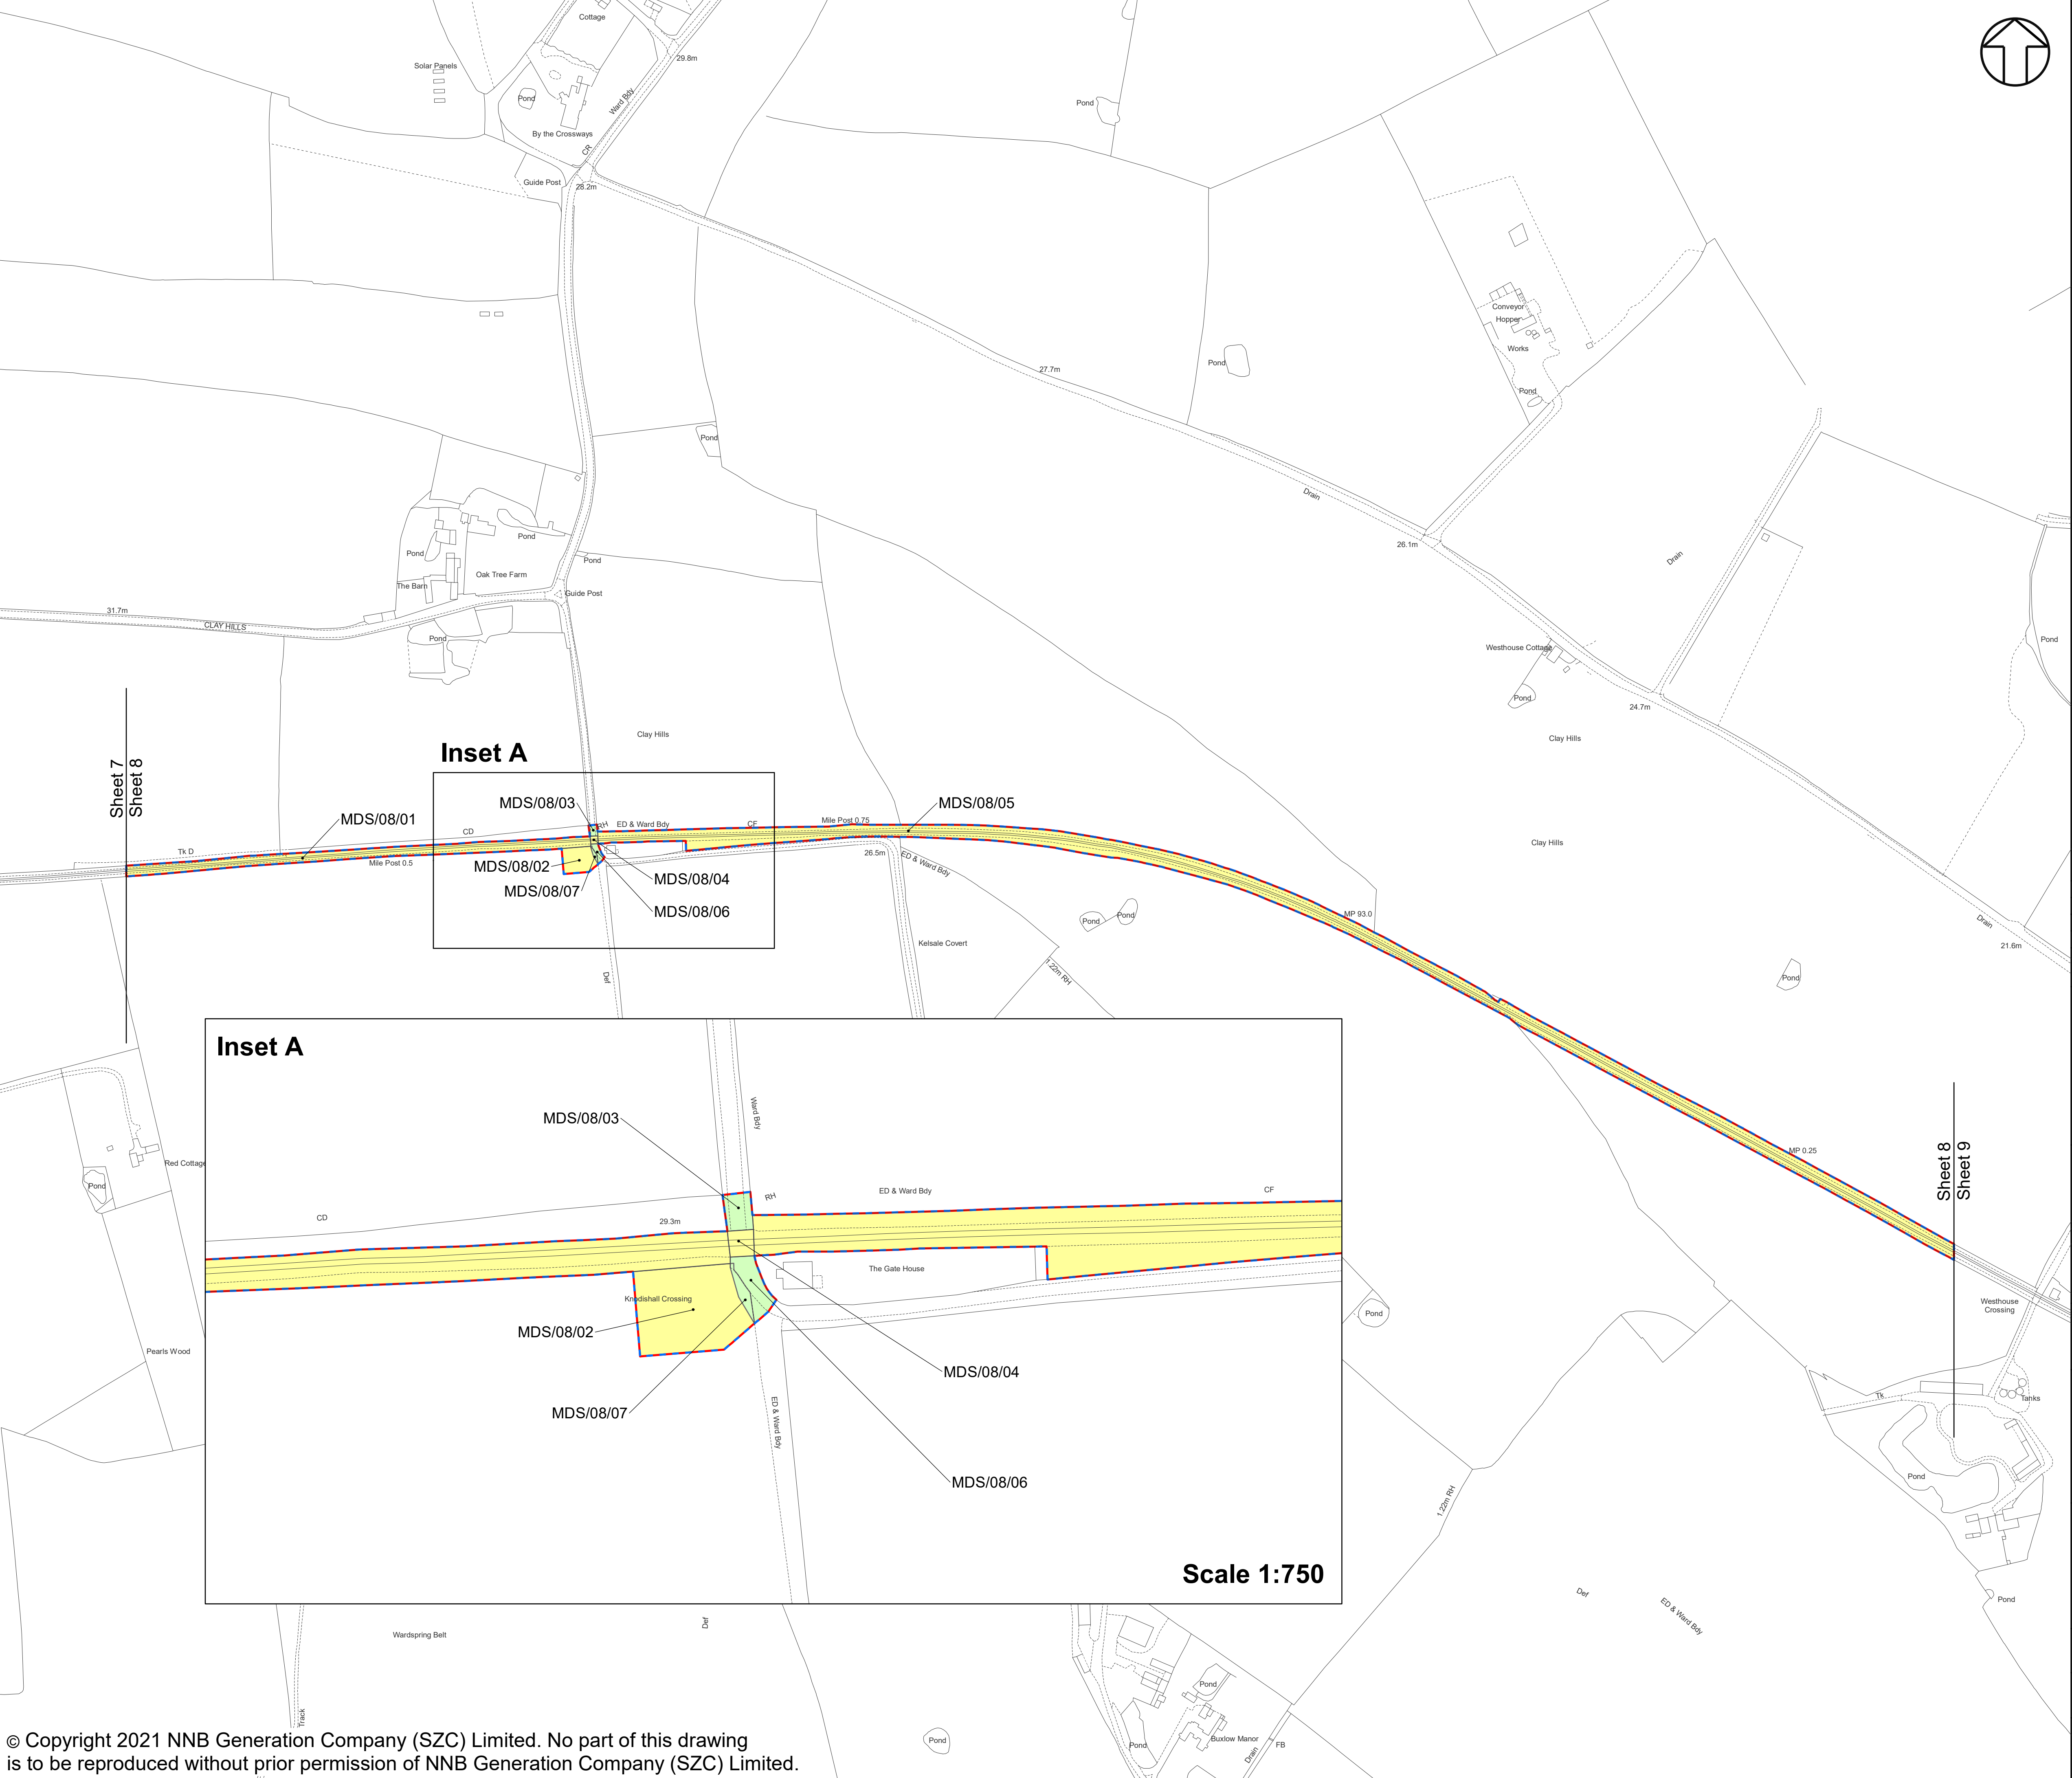 Cottage
29.8m
Solar Panels
Pond
Ward Bdy
Pond
By the Crossways
CR
Guide Post
28.2m
Conveyor
Hopper
Works
Pond
27.7m
Pond
Pond
Drain
26.1m
Pond
Pond
Pond
Drain
Oak Tree Farm
The Barn
Guide Post
31.7m
CLAY HILLS
Pond
Pond
Westhouse Cottage
Pond
24.7m
Clay Hills
Clay Hills
Inset A
Sheet 7
Sheet 8
MDS/08/01
MDS/08/03
MDS/08/05
RH
ED & Ward Bdy
CF
Mile Post 0.75
CD
Tk D
Mile Post 0.5
26.5m
ED & Ward Bdy
MDS/08/02
MDS/08/04
MDS/08/07
MDS/08/06
Clay Hills
MP 93.0
Pond
Pond
Drain
21.6m
Kelsale Covert
1.22m RH
Def
Pond
Inset A
Ward Bdy
MDS/08/03
RH
ED & Ward Bdy
CF
CD
29.3m
The Gate House
Knodishall Crossing
MDS/08/02
MDS/08/04
MDS/08/07
ED & Ward Bdy
MDS/08/06
Scale 1:750
Red Cottage
Pond
Pearls Wood
MP 0.25
Sheet 8
Sheet 9
Westhouse
Crossing
Pond
Tk
Tanks
Pond
1.22m RH
Def
ED & Ward Bdy
Pond
Wardspring Belt
Def
Track
Pond
Pond
Pond
Buxlow Manor
Drain
FB
© Copyright 2021 NNB Generation Company (SZC) Limited. No part of this drawing
is to be reproduced without prior permission of NNB Generation Company (SZC) Limited.